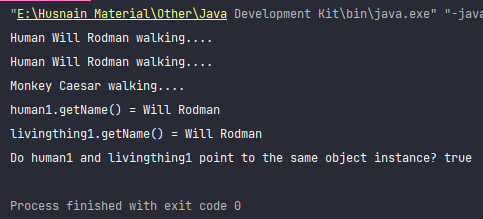 "E:\Husnain Material\Other\Java Development Kit\bin\java.exe" "-java
Human Will Rodman walking....
Human Will Rodman walking....
Monkey Caesar walking....
human1.getName() = Will Rodman
livingthing1.getName() = Will Rodman
Do human1 and livingthing1 point to the same object instance? true
Process finished with exit code 0